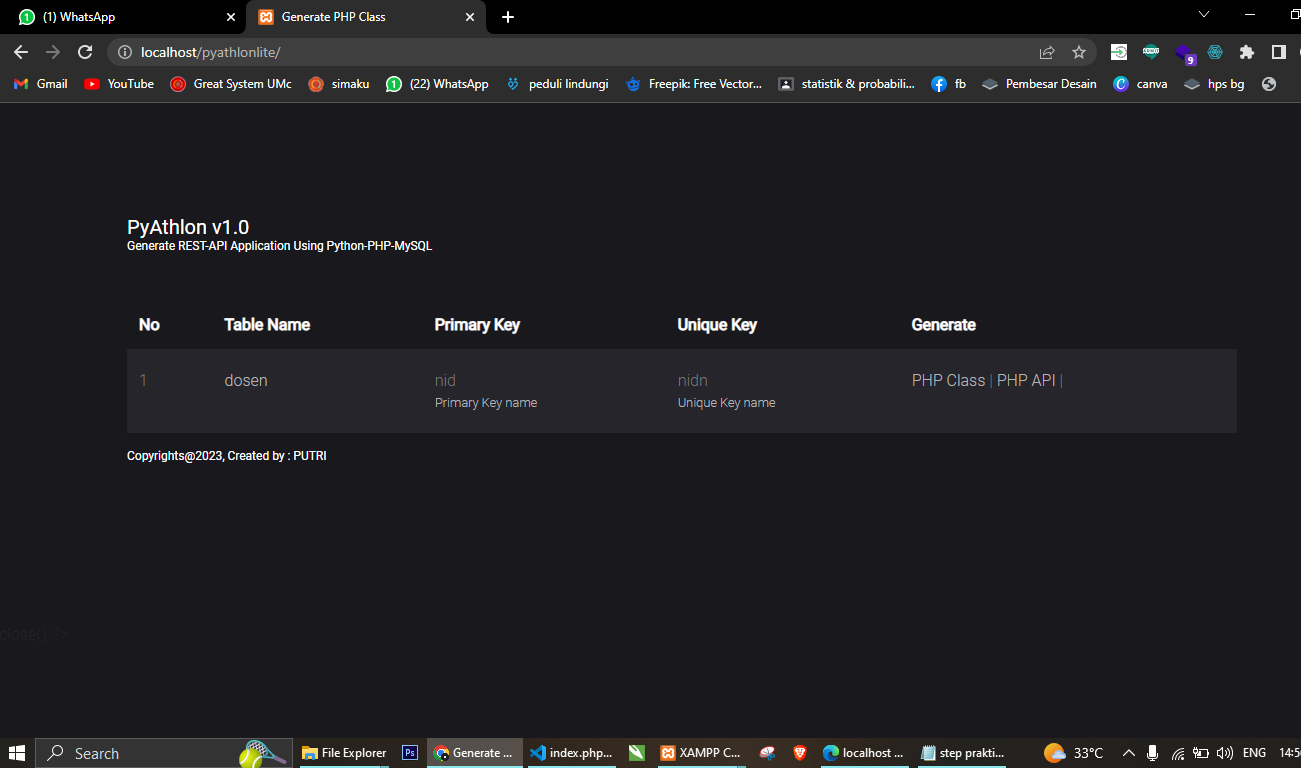 (1) WhatsApp
Generate PHP Class
localhost/pyathlonlite/
9
Gmail
YouTube
Great System UMc
simaku
(22) WhatsApp
peduli lindungi
Freepik: Free Vector...
statistik & probabili...
fb
Pembesar Desain
canva
hps bg
PyAthlon v1.0
Generate REST-API Application Using Python-PHP-MySQL
No Table Name Primary Key Unique Key Generate
1 dosen nid nidn PHP Class | PHP API |
Primary Key name Unique Key name
Copyrights@2023, Created by : PUTRI
close(); ?>
Search
File Explorer
Ps
Generate ...
index.php...
XAMPP C...
localhost ...
step prakti...
33°C
ENG